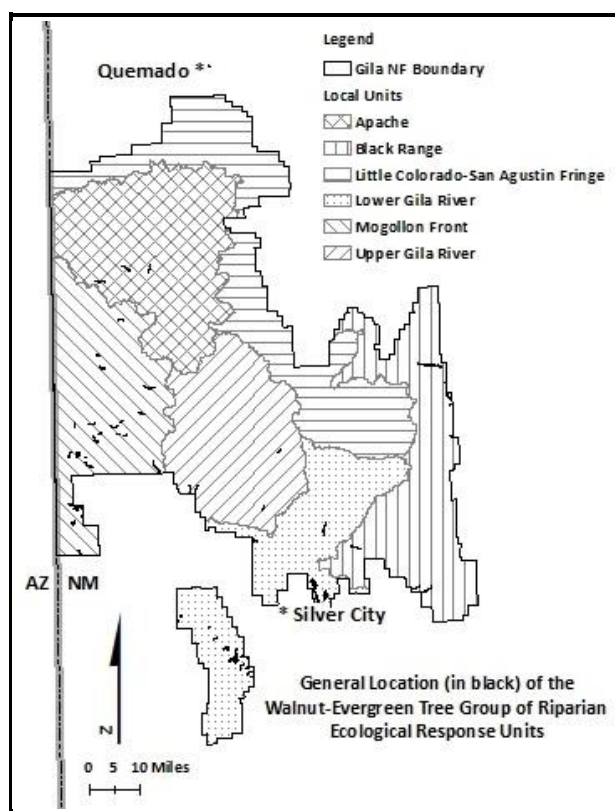 Legend
Quemado *
Gila NF Boundary
Local Units
Apache
Black Range
Little Colorado-San Agustin Fringe
Lower Gila River
Mogollon Front
Upper Gila River
AZ NM
* Silver City
General Location (in black) of the
Walnut-Evergreen Tree Group of Riparian
Ecological Response Units
N
0 5 10 Miles